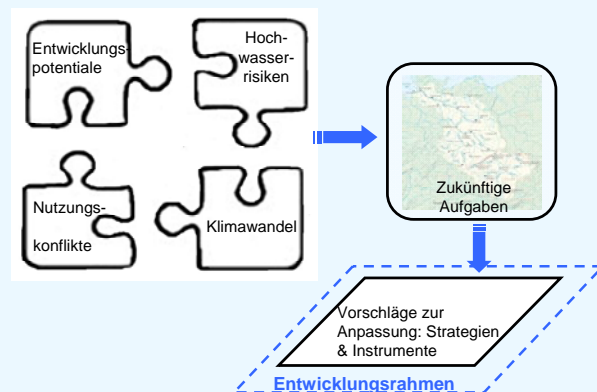 Entwicklungs-
potentiale
Hoch-
wasser-
risiken
Nutzungs-
konflikte
Klimawandel
Zukünftige
Aufgaben
Vorschläge zur
Anpassung: Strategien
& Instrumente
Entwicklungsrahmen